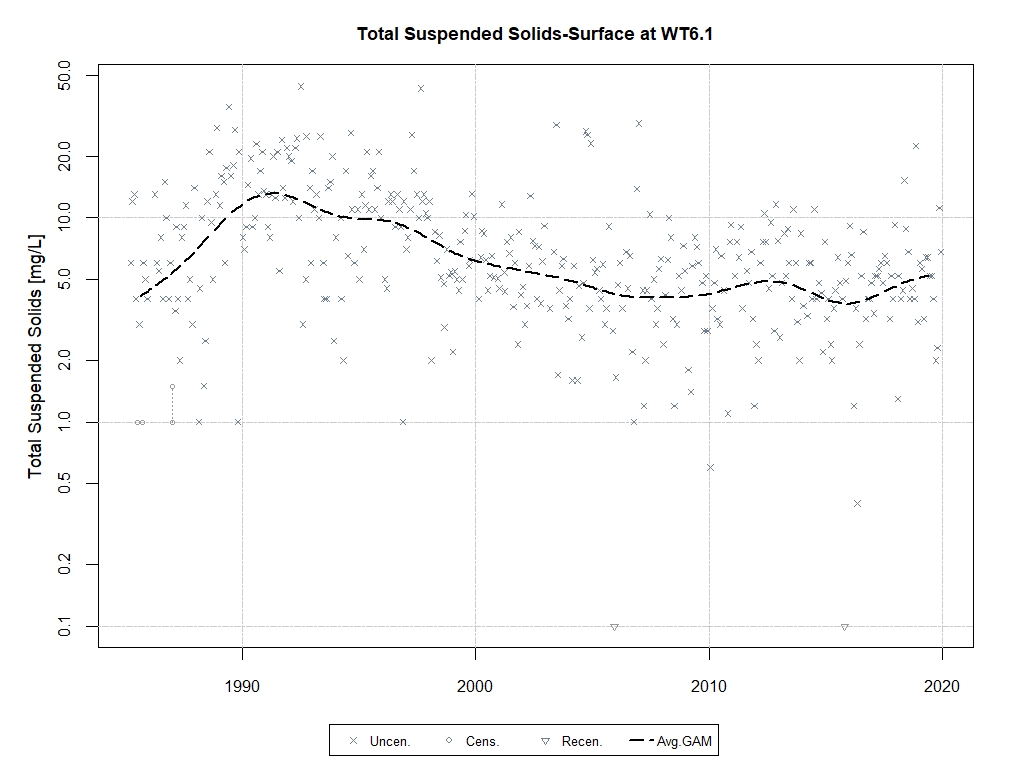 Total Suspended Solids-Surface at WT6.1
Total Suspended Solids [mg/L]
50.0
20.0
10.0
5.0
2.0
1.0
0.5
0.2
0.1
1990 2000 2010 2020
Uncen. Cens. Recen. Avg.GAM